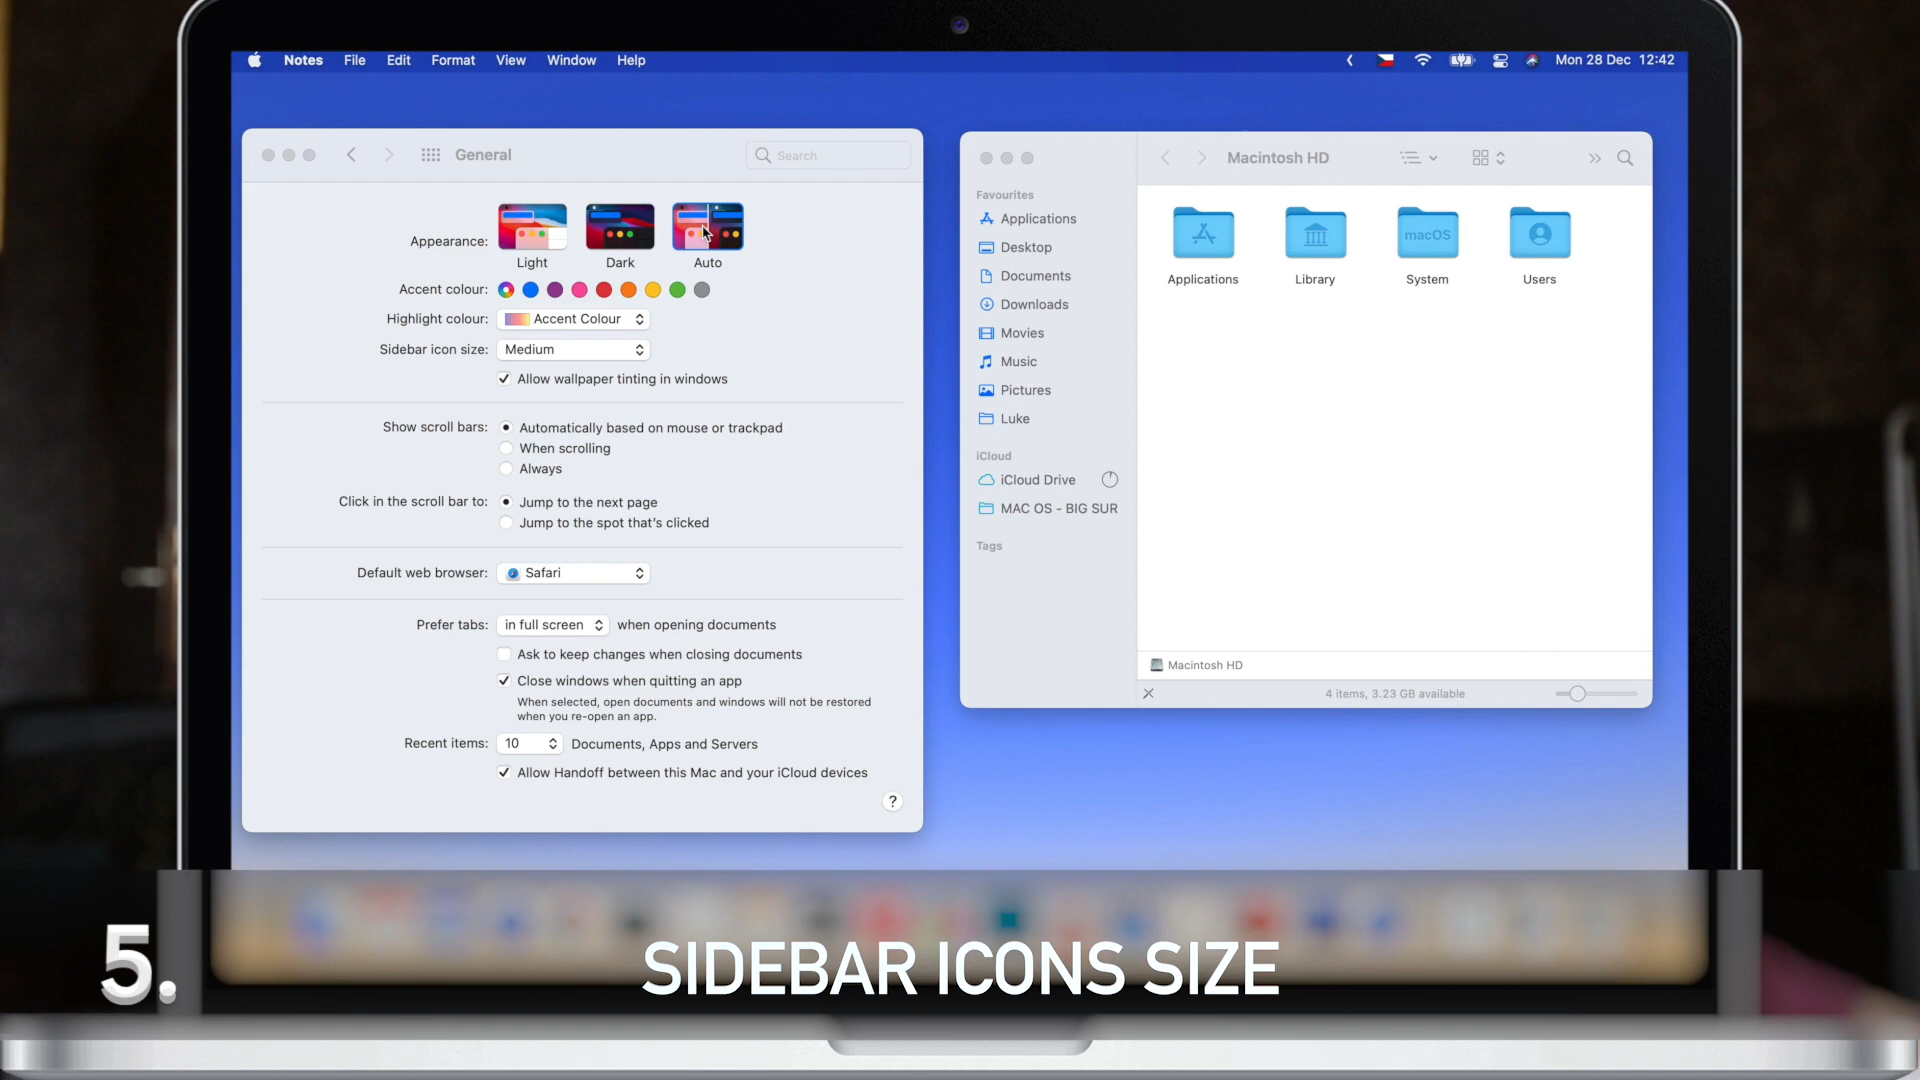 Notes File Edit Format View Window Help
Mon 28 Dec 12:42
General
Search
Appearance:
Light Dark Auto
Accent colour:
Highlight colour: Accent Colour
Sidebar icon size: Medium
Allow wallpaper tinting in windows
Show scroll bars: Automatically based on mouse or trackpad
When scrolling
Always
Click in the scroll bar to: Jump to the next page
Jump to the spot that's clicked
Default web browser: Safari
Prefer tabs: in full screen when opening documents
Ask to keep changes when closing documents
Close windows when quitting an app
When selected, open documents and windows will not be restored
when you re-open an app.
Recent items: 10 Documents, Apps and Servers
Allow Handoff between this Mac and your iCloud devices
?
Macintosh HD
Favourites
Applications
Desktop
Documents
Downloads
Movies
Music
Pictures
Luke
iCloud
iCloud Drive
MAC OS - BIG SUR
Tags
macOS
Applications Library System Users
Macintosh HD
4 items, 3.23 GB available
5.
SIDEBAR ICONS SIZE